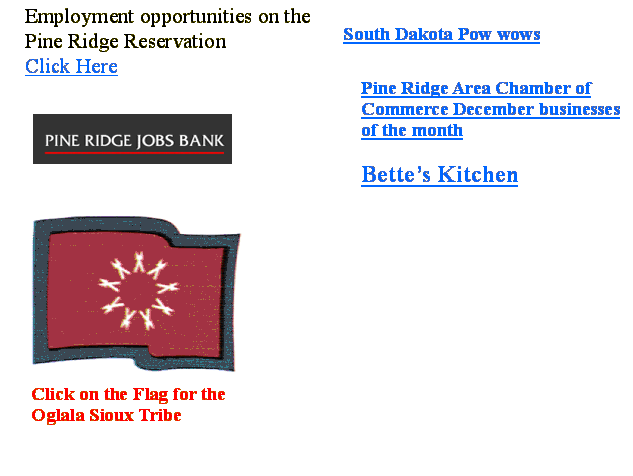 Employment opportunities on the
Pine Ridge Reservation
Click Here
PINE RIDGE JOBS BANK
Click on the Flag for the
Oglala Sioux Tribe
South Dakota Pow wows
Pine Ridge Area Chamber of
Commerce December businesses
of the month
Bette’s Kitchen